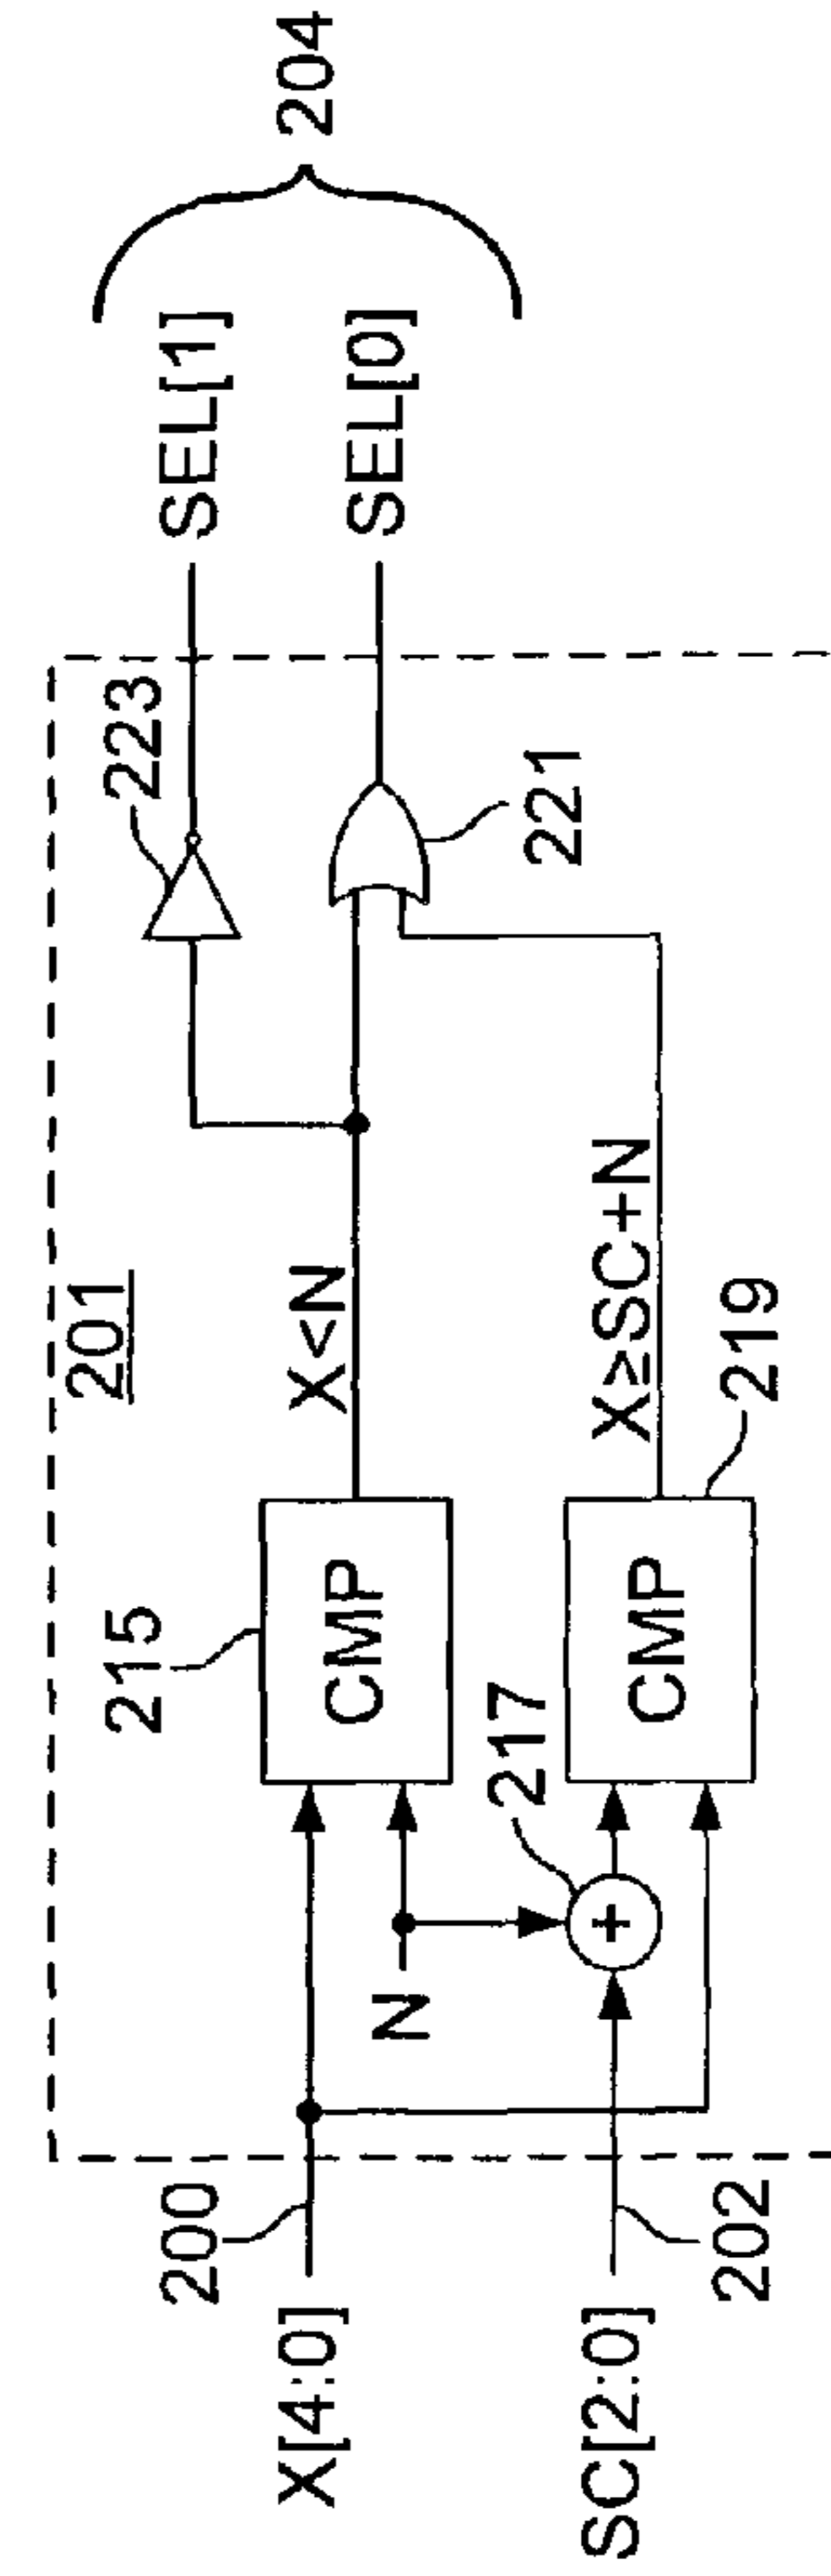 201
223
SEL[1]
204
215
CMP
X<N
SEL[0]
221
200
X[4:0]
N
217
+
CMP
X≥SC+N
219
SC[2:0]
202